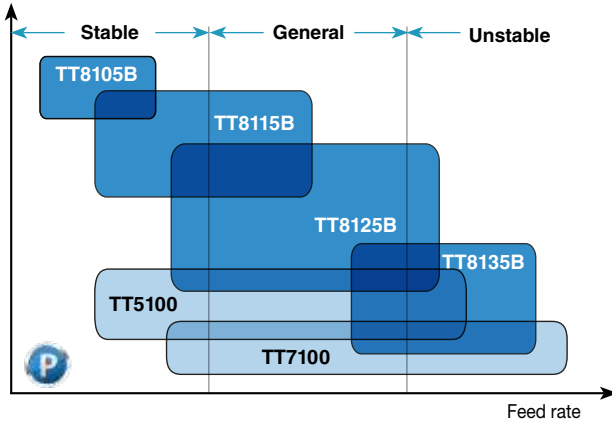 Stable General Unstable
TT8105B
TT8115B
TT8125B
TT8135B
TT5100
TT7100
P
Feed rate